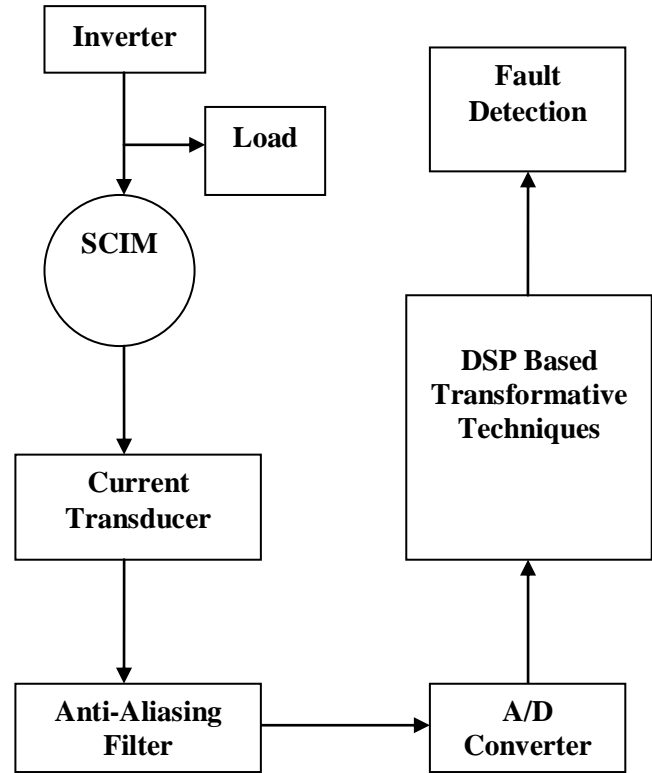 Inverter
Load
SCIM
Current
Transducer
Anti-Aliasing
Filter
A/D
Converter
DSP Based
Transformative
Techniques
Fault
Detection